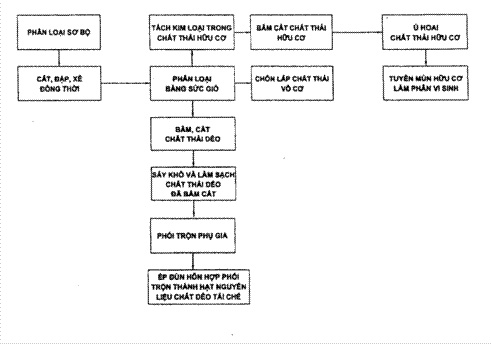 PHÂN LOẠI SƠ BỘ
TÁCH KIM LOẠI TRONG
CHẤT THẢI HỮU CƠ
BĂM CẮT CHẤT THẢI
HỮU CƠ
Ủ HOAI
CHẤT THẢI HỮU CƠ
CẮT, ĐẬP, XÉ
ĐỒNG THỜI
PHÂN LOẠI
BẰNG SỨC GIÓ
CHÔN LẤP CHẤT THẢI
VÔ CƠ
TUYỂN MÙN HỮU CƠ
LÀM PHÂN VI SINH
BĂM, CẮT
CHẤT THẢI DẺO
SẤY KHÔ VÀ LÀM SẠCH
CHẤT THẢI DẺO
ĐÃ BĂM CẮT
PHỐI TRỘN PHỤ GIA
ÉP ĐÙN HỖN HỢP PHỐI
TRỘN THÀNH HẠT NGUYÊN
LIỆU CHẤT DẺO TÁI CHẾ